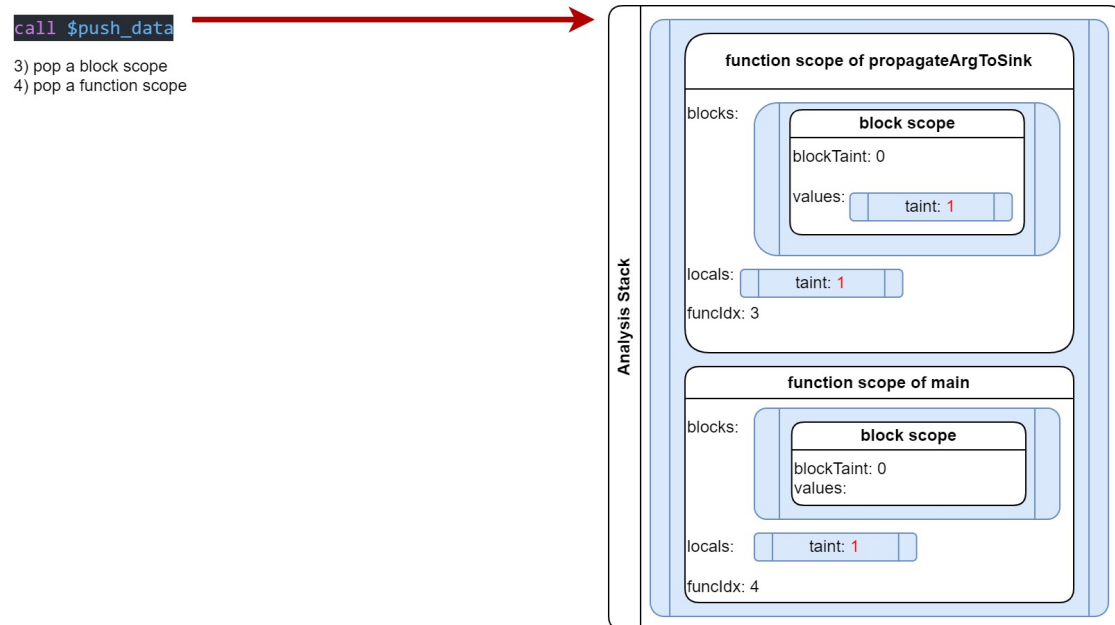 call $push_data
3) pop a block scope
4) pop a function scope
Analysis Stack
function scope of propagateArgToSink
blocks:
block scope
blockTaint: 0
values:
taint: 1
locals:
taint: 1
funcIdx: 3
function scope of main
blocks:
block scope
blockTaint: 0
values:
locals:
taint: 1
funcIdx: 4